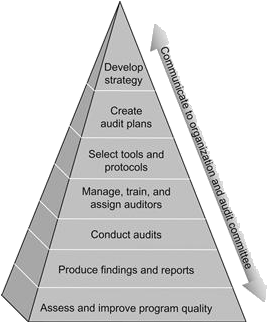 Develop
strategy
Create
audit plans
Select tools and
protocols
Manage, train, and
assign auditors
Conduct audits
Produce findings and reports
Assess and improve program quality
Communicate to organization and audit committee